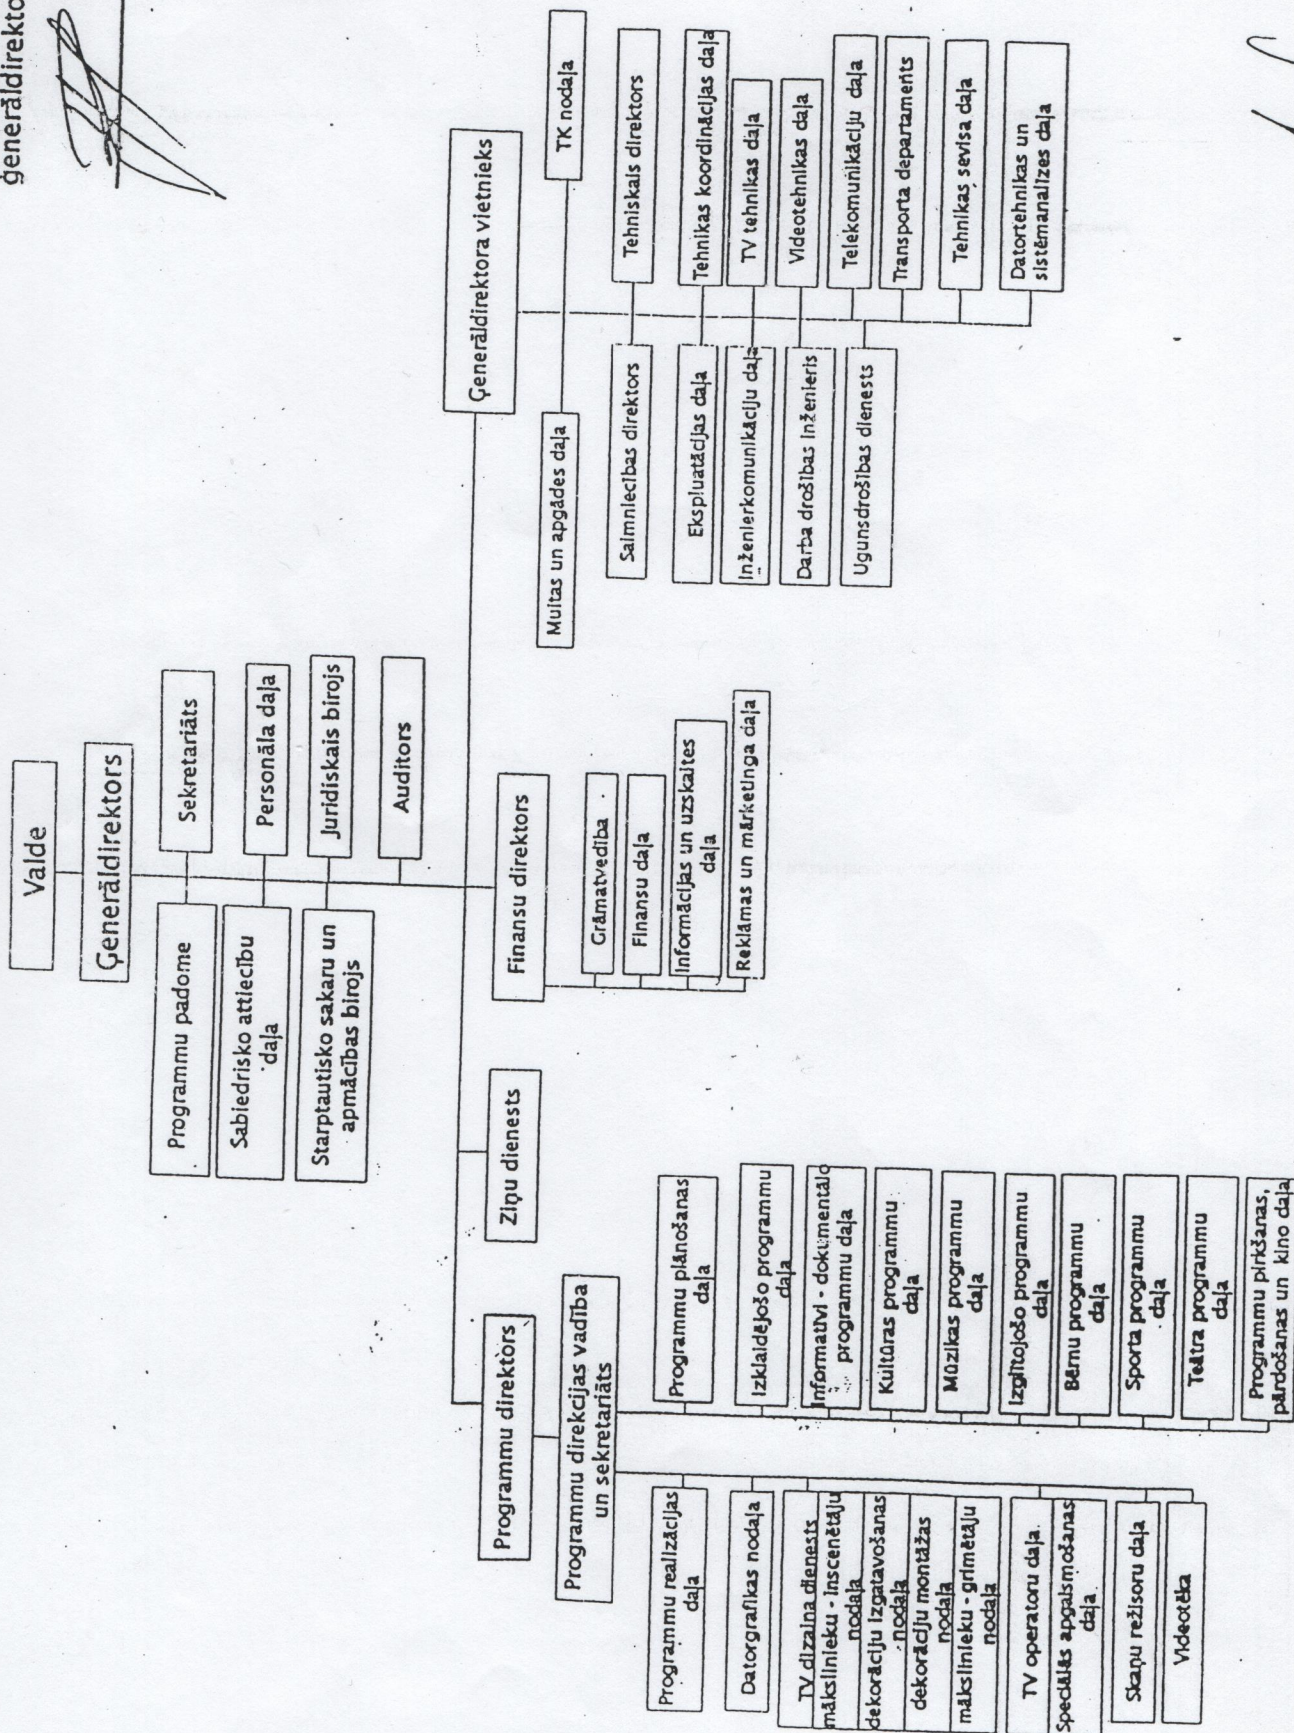 ģenerāldirekto
Valde
Ģenerāldirektors
Programmu padome
Sekretariāts
Sabiedrisko attiecību
daļa
Personāla daļa
Starptautisko sakaru un
apmācības birojs
Juridiskais birojs
Auditors
Programmu direktors
Ziņu dienests
Finansu direktors
Ģenerāldirektora vietnieks
Programmu direkcijas vadība
un sekretariāts
Programmu realizācijas
daļa
Datorgrafikas nodaļa
TV dizaina dienests
mākslinieku - inscenētāju
nodaļa
dekorāciju izgatavošanas
nodaļa
dekorāciju montāžas
nodaļa
mākslinieku - grimētāju
nodaļa
TV operatoru daļa
Speciālās apgaismošanas
daļa
Skaņu režisoru daļa
Videotēka
Programmu plānošanas
daļa
Izklaidējošo programmu
daļa
Informatīvi - dokumentālo
programmu daļa
Kultūras programmu
daļa
Mūzikas programmu
daļa
Izglītojošo programmu
daļa
Bērnu programmu
daļa
Sporta programmu
daļa
Teātra programmu
daļa
Programmu pirkšanas,
pārdošanas un kino daļa
Grāmatvedība
Finansu daļa
Informācijas un uzskaites
daļa
Reklāmas un mārketinga daļa
Muitas un apgādes daļa
TK nodaļa
Saimniecības direktors
Tehniskais direktors
Ekspluatācijas daļa
Tehnikas koordinācijas daļa
Inženierkomunikāciju daļa
TV tehnikas daļa
Darba drošības inženieris
Videotehnikas daļa
Ugunsdrošības dienests
Telekomunikāciju daļa
Transporta departaments
Tehnikas sevisa daļa
Datortehnikas un
sistēmanalīzes daļa